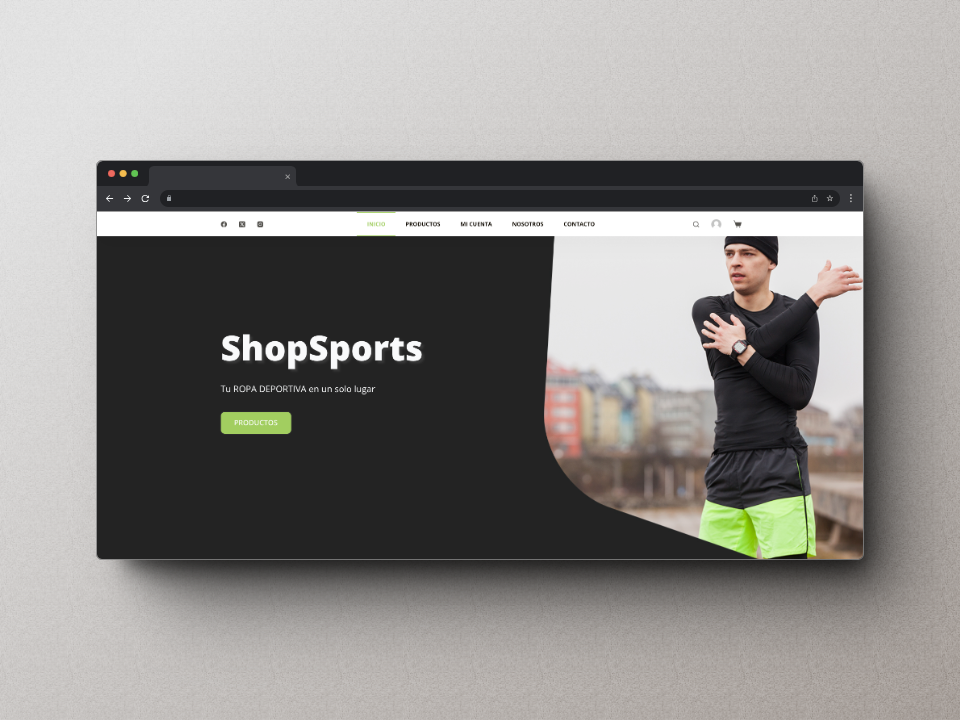 INICIO PRODUCTOS MI CUENTA NOSOTROS CONTACTO
ShopSports
Tu ROPA DEPORTIVA en un solo lugar
PRODUCTOS